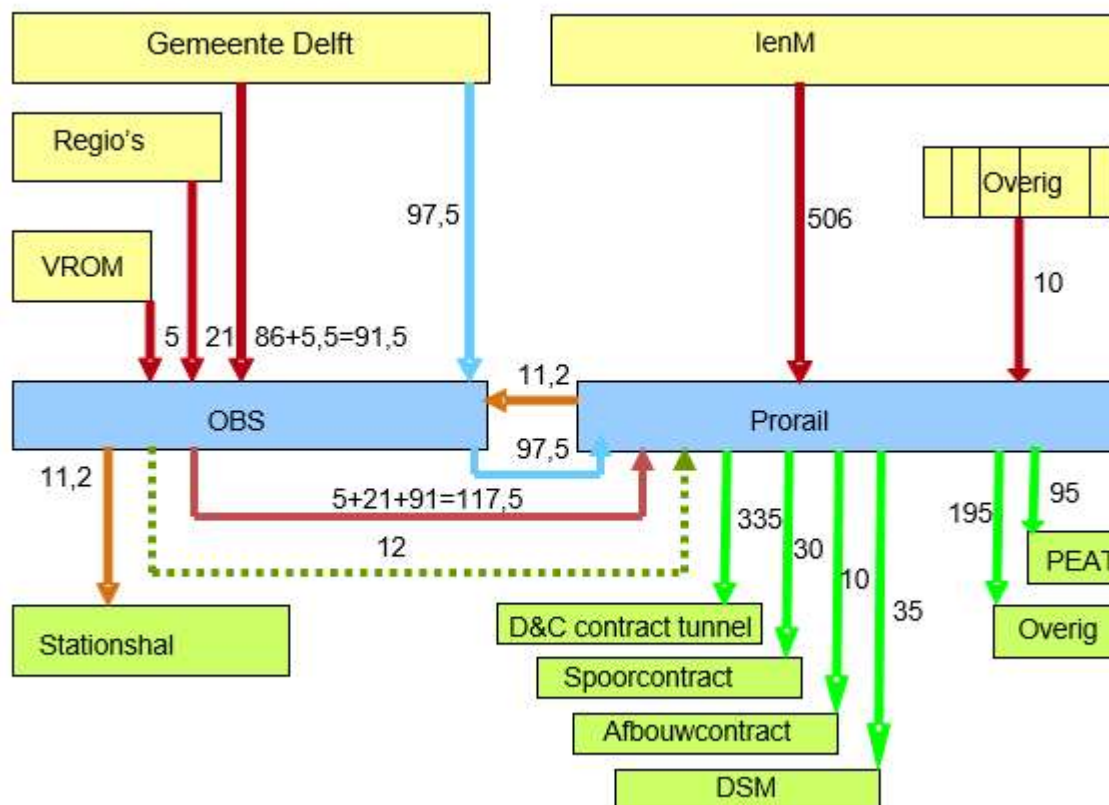 Gemeente Delft
IenM
Regio's
Overig
97,5
506
VROM
10
5
21
86+5,5=91,5
11,2
OBS
Prorail
97,5
11,2
5+21+91=117,5
335
195
95
12
30
10
PEAT
35
D&C contract tunnel
Overig
Stationshal
Spoorcontract
Afbouwcontract
DSM